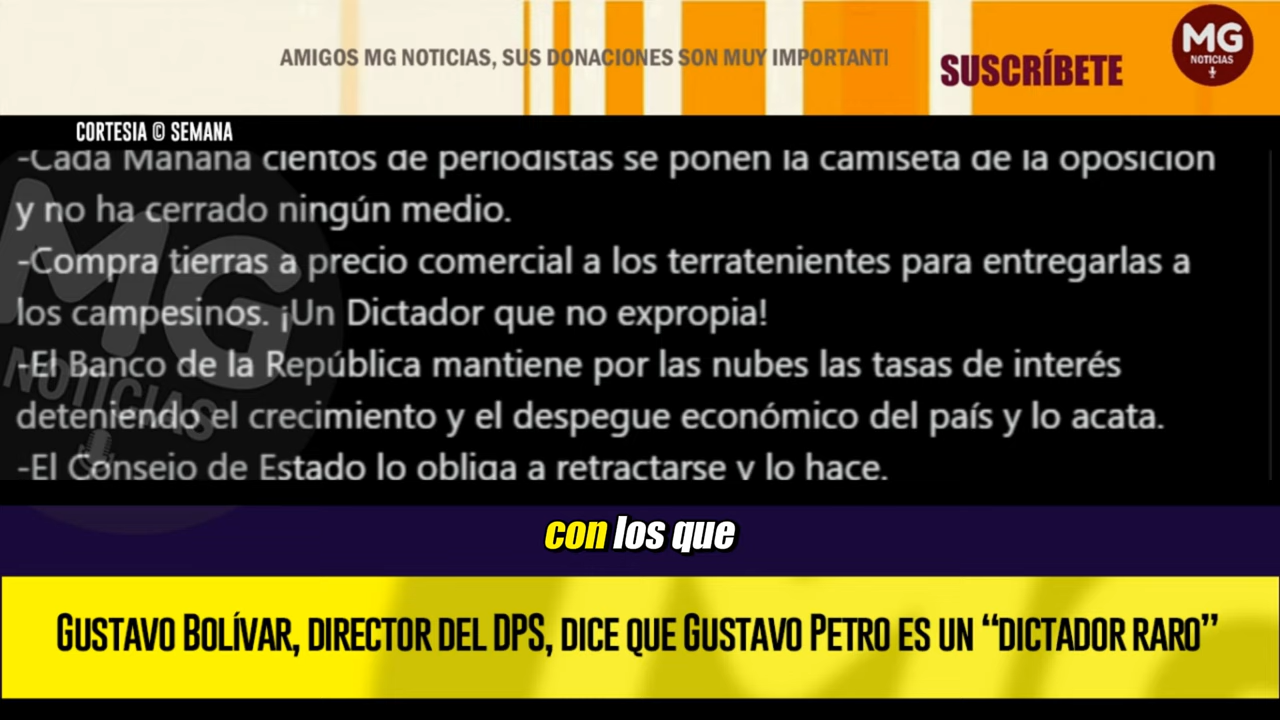 AMIGOS MG NOTICIAS, SUS DONACIONES SON MUY IMPORTANT
SUSCRÍBETE
MG
NOTICIAS
CORTESIA © SEMANA
-Cada Mañana cientos de periodistas se ponen la camiseta de la oposición
y no ha cerrado ningún medio.
-Compra tierras a precio comercial a los terratenientes para entregarlas a
los campesinos. ¡Un Dictador que no expropia!
-El Banco de la República mantiene por las nubes las tasas de interés
deteniendo el crecimiento y el despegue económico del país y lo acata.
-El Consejo de Estado lo obliga a retractarse y lo hace.
MG
NOTICIAS
con los que
GUSTAVO BOLÍVAR, DIRECTOR DEL DPS, DICE QUE GUSTAVO PETRO ES UN “DICTADOR RARO”